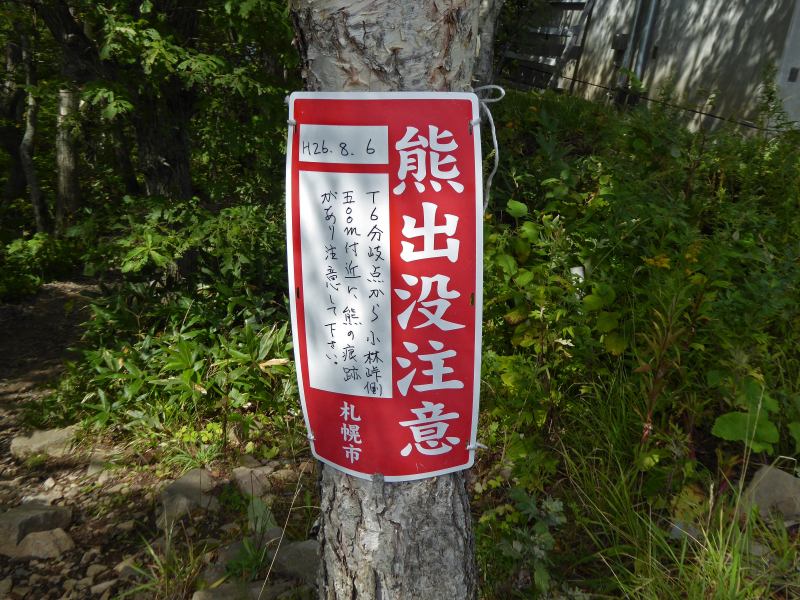 熊出没注意
H26.8.6
T6分岐点から小林峠側
五〇〇m付近に、熊の痕跡
があり注意して下さい。
札幌市